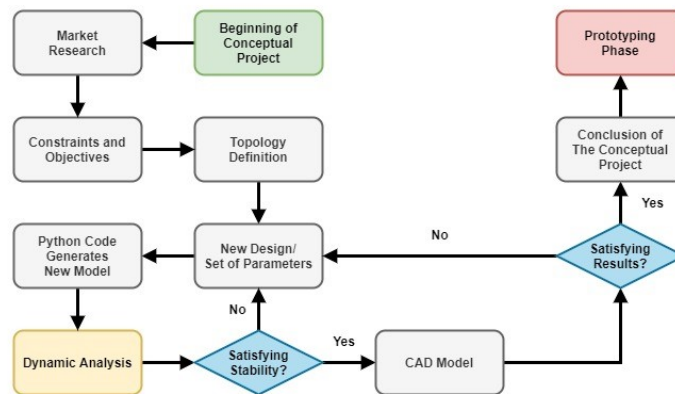 Market
Research
Beginning of
Conceptual
Project
Prototyping
Phase
Constraints and
Objectives
Topology
Definition
Conclusion of
The Conceptual
Project
Yes
Python Code
Generates
New Model
New Design/
Set of Parameters
No
Satisfying
Results?
No
Yes
Dynamic Analysis
Satisfying
Stability?
CAD Model